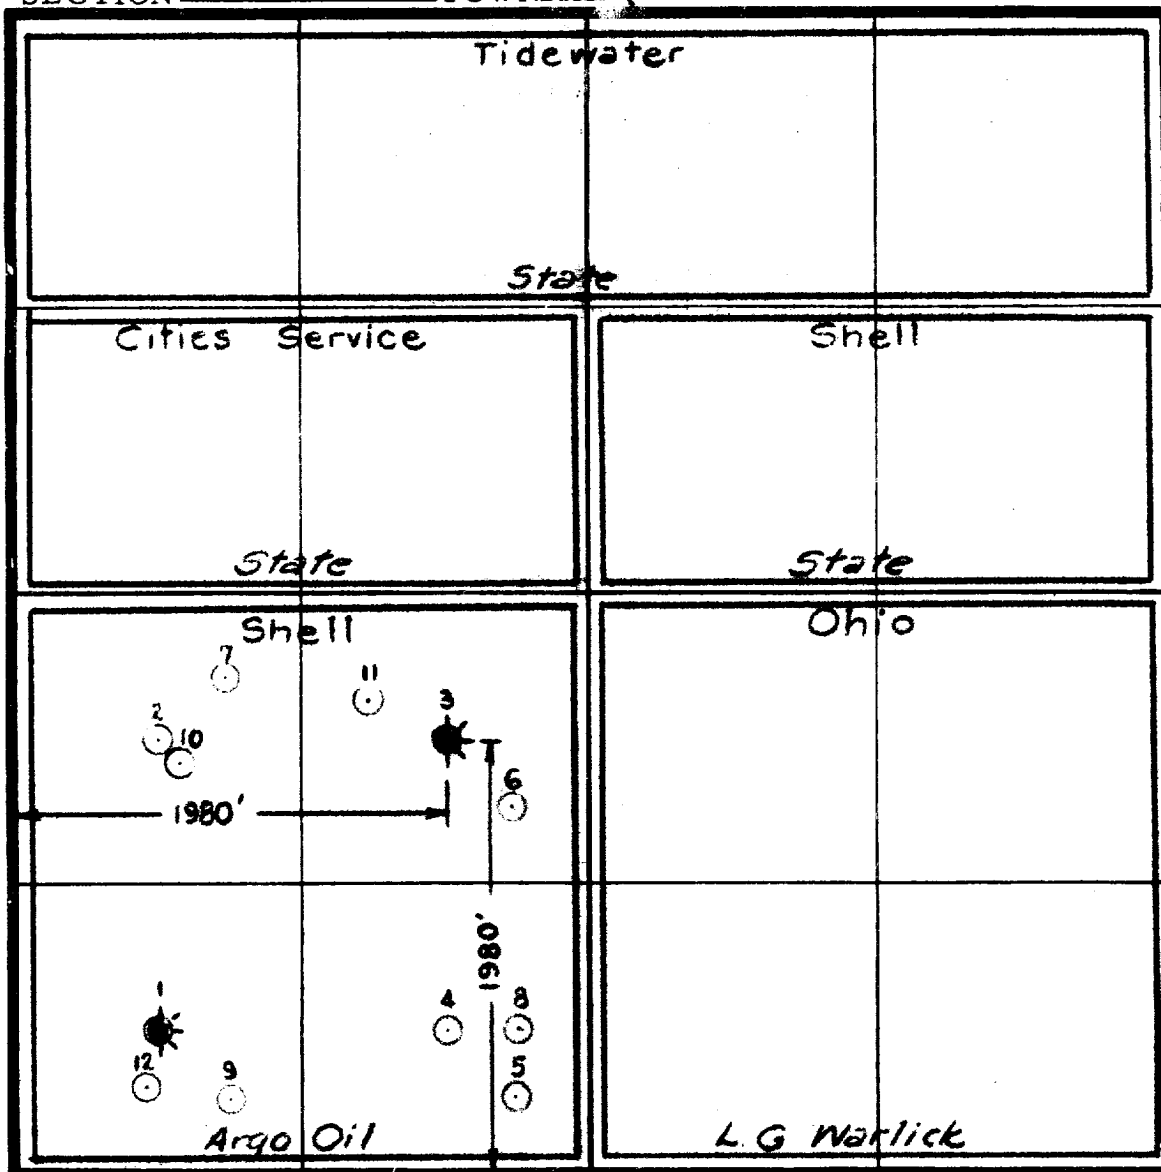 SECTION
Tidewater
State
Cities Service
Shell
State
State
Shell
Ohio
7
11
3
2
10
6
1980'
1980'
1
4
8
12
9
5
Argo Oil
L. G Warlick